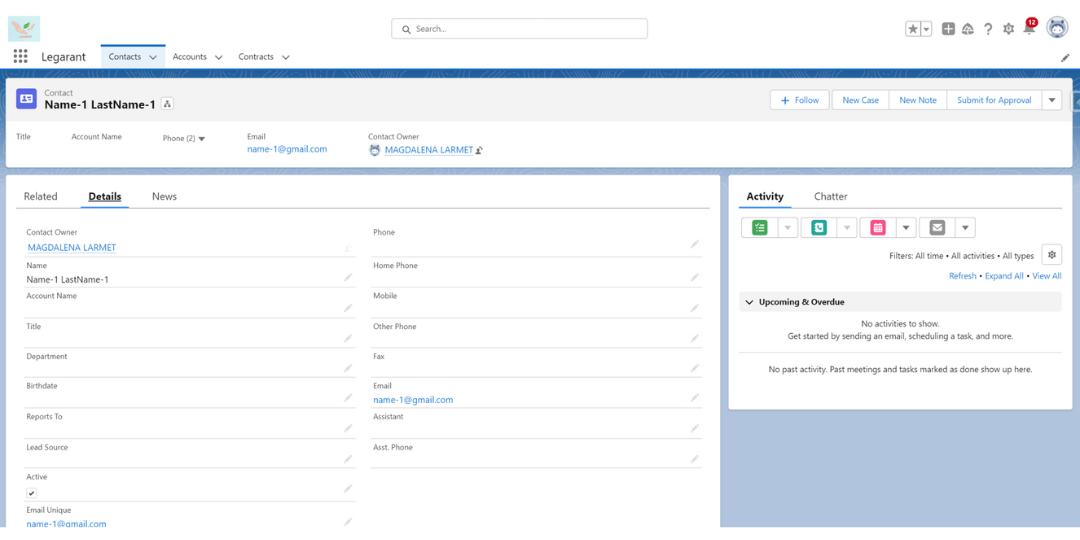 Search...
12
Legarant
Contacts
Accounts
Contracts
Contact
Name-1 LastName-1
Follow
New Case
New Note
Submit for Approval
Title
Account Name
Phone (2)
Email
name-1@gmail.com
Contact Owner
MAGDALENA LARMET
Related
Details
News
Contact Owner
MAGDALENA LARMET
Name
Name-1 LastName-1
Account Name
Title
Department
Birthdate
Reports To
Lead Source
Active
Email Unique
name-1@gmail.com
Phone
Home Phone
Mobile
Other Phone
Fax
Email
name-1@gmail.com
Assistant
Asst. Phone
Activity
Chatter
Filters: All time • All activities • All types
Refresh • Expand All • View All
Upcoming & Overdue
No activities to show.
Get started by sending an email, scheduling a task, and more.
No past activity. Past meetings and tasks marked as done show up here.